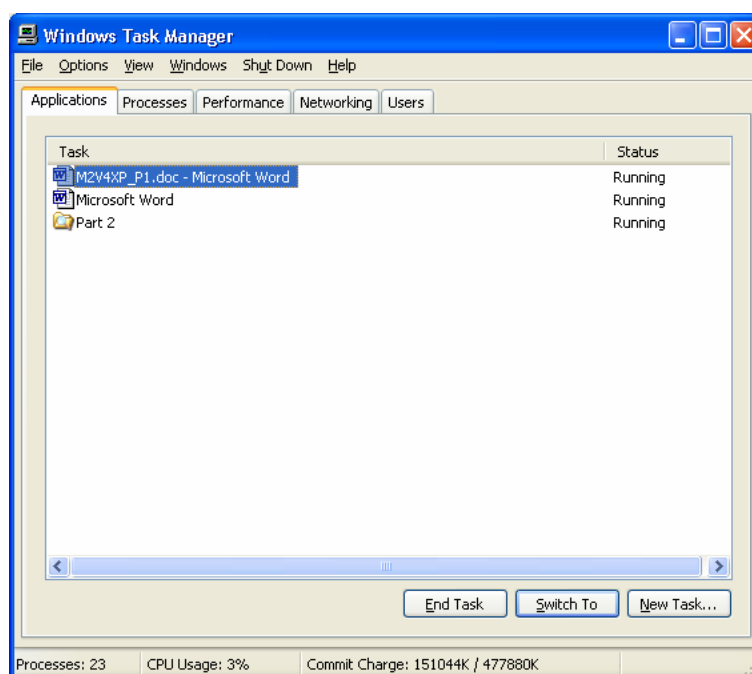 Windows Task Manager
File Options View Windows Shut Down Help
Applications Processes Performance Networking Users
Task Status
M2V4XP_P1.doc - Microsoft Word Running
Microsoft Word Running
Part 2 Running
End Task Switch To New Task...
Processes: 23 CPU Usage: 3% Commit Charge: 151044K / 477880K